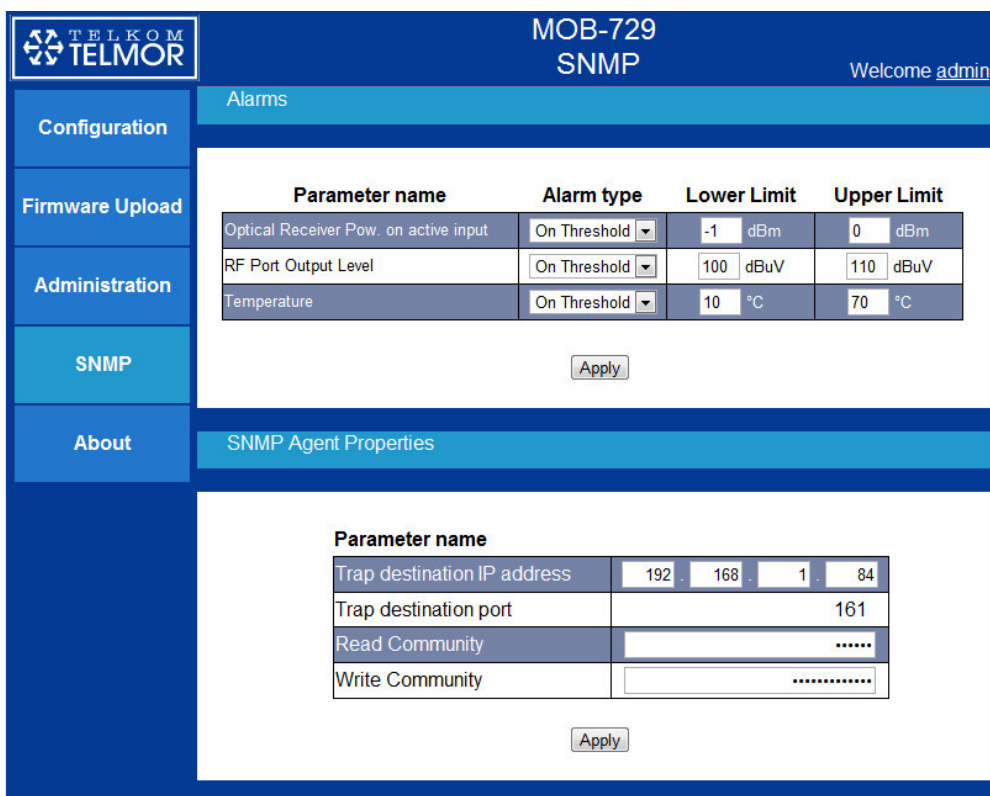 TELKOM
TELMOR
MOB-729
SNMP
Welcome admin
Configuration
Firmware Upload
Administration
SNMP
About
Alarms
Parameter name Alarm type Lower Limit Upper Limit
Optical Receiver Pow. on active input On Threshold -1 dBm 0 dBm
RF Port Output Level On Threshold 100 dBuV 110 dBuV
Temperature On Threshold 10 °C 70 °C
Apply
SNMP Agent Properties
Parameter name
Trap destination IP address 192 . 168 . 1 . 84
Trap destination port 161
Read Community ••••••
Write Community •••••••••••••
Apply